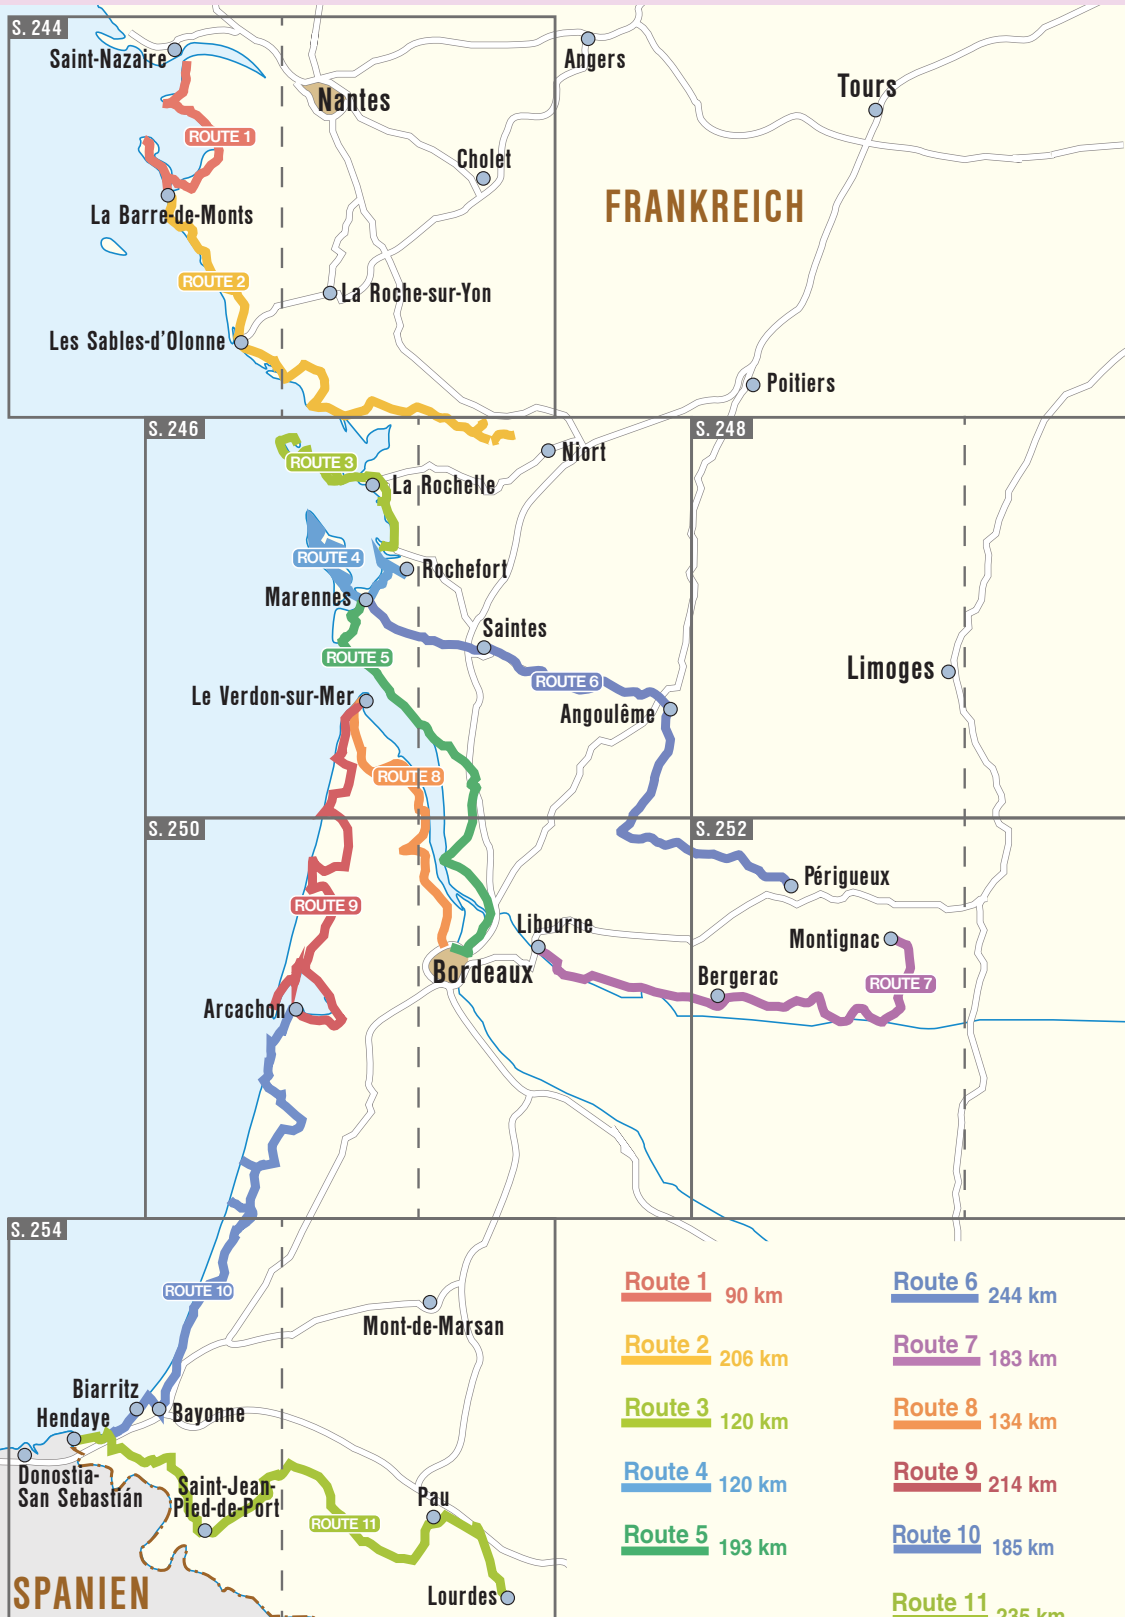 S. 244
Saint-Nazaire
Angers
Nantes
Tours
ROUTE 1
Cholet
FRANKREICH
La Barre-de-Monts
ROUTE 2
La Roche-sur-Yon
Les Sables-d'Olonne
Poitiers
S. 246
S. 248
ROUTE 3
Niort
La Rochelle
ROUTE 4
Rochefort
Marennes
Saintes
ROUTE 5
Limoges
ROUTE 6
Le Verdon-sur-Mer
Angoulême
ROUTE 8
S. 250
S. 252
Périgueux
ROUTE 9
Libourne
Montignac
Bordeaux
Bergerac
ROUTE 7
Arcachon
S. 254
ROUTE 10
Mont-de-Marsan
Biarritz
Hendaye
Bayonne
Donostia-
San Sebastián
Saint-Jean-
Pied-de-Port
Pau
ROUTE 11
Lourdes
SPANIEN
Route 1 90 km
Route 2 206 km
Route 3 120 km
Route 4 120 km
Route 5 193 km
Route 6 244 km
Route 7 183 km
Route 8 134 km
Route 9 214 km
Route 10 185 km
Route 11 235 km